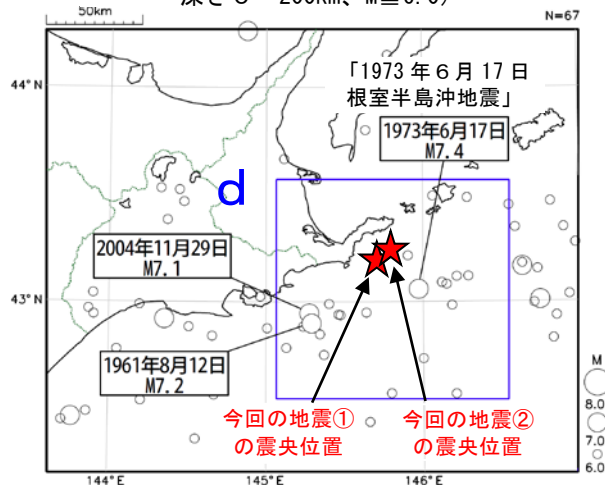 深さ0～200km、M≧6.0)
50km
N=67
44°N
「1973年6月17日
根室半島沖地震」
1973年6月17日
M7.4
d
2004年11月29日
M7.1
43°N
1961年8月12日
M7.2
今回の地震①
の震央位置
今回の地震②
の震央位置
M
8.0
7.0
6.0
144°E
145°E
146°E